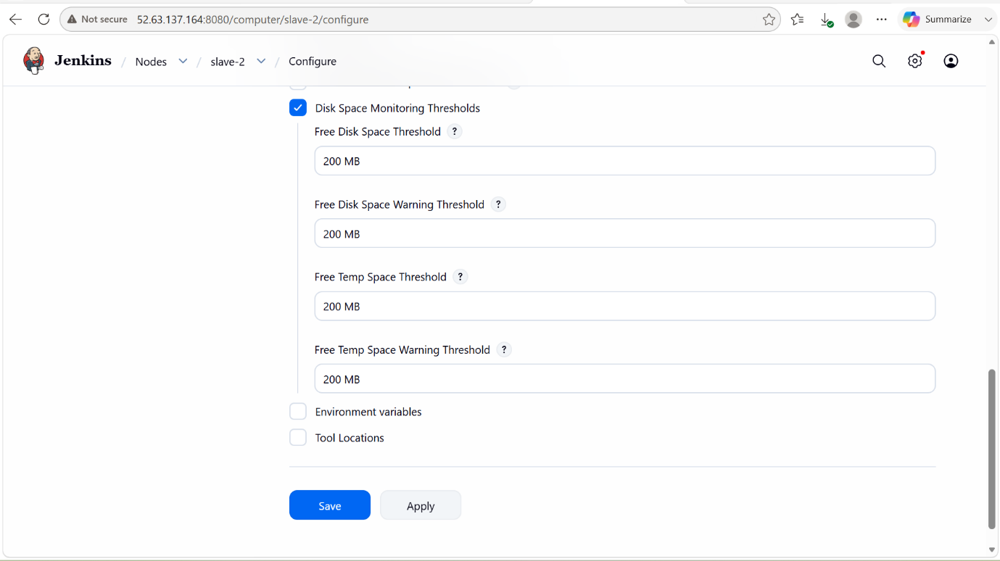 Not secure 52.63.137.164:8080/computer/slave-2/configure Summarize
Jenkins / Nodes / slave-2 / Configure
Disk Space Monitoring Thresholds
Free Disk Space Threshold ?
200 MB
Free Disk Space Warning Threshold ?
200 MB
Free Temp Space Threshold ?
200 MB
Free Temp Space Warning Threshold ?
200 MB
Environment variables
Tool Locations
Save Apply